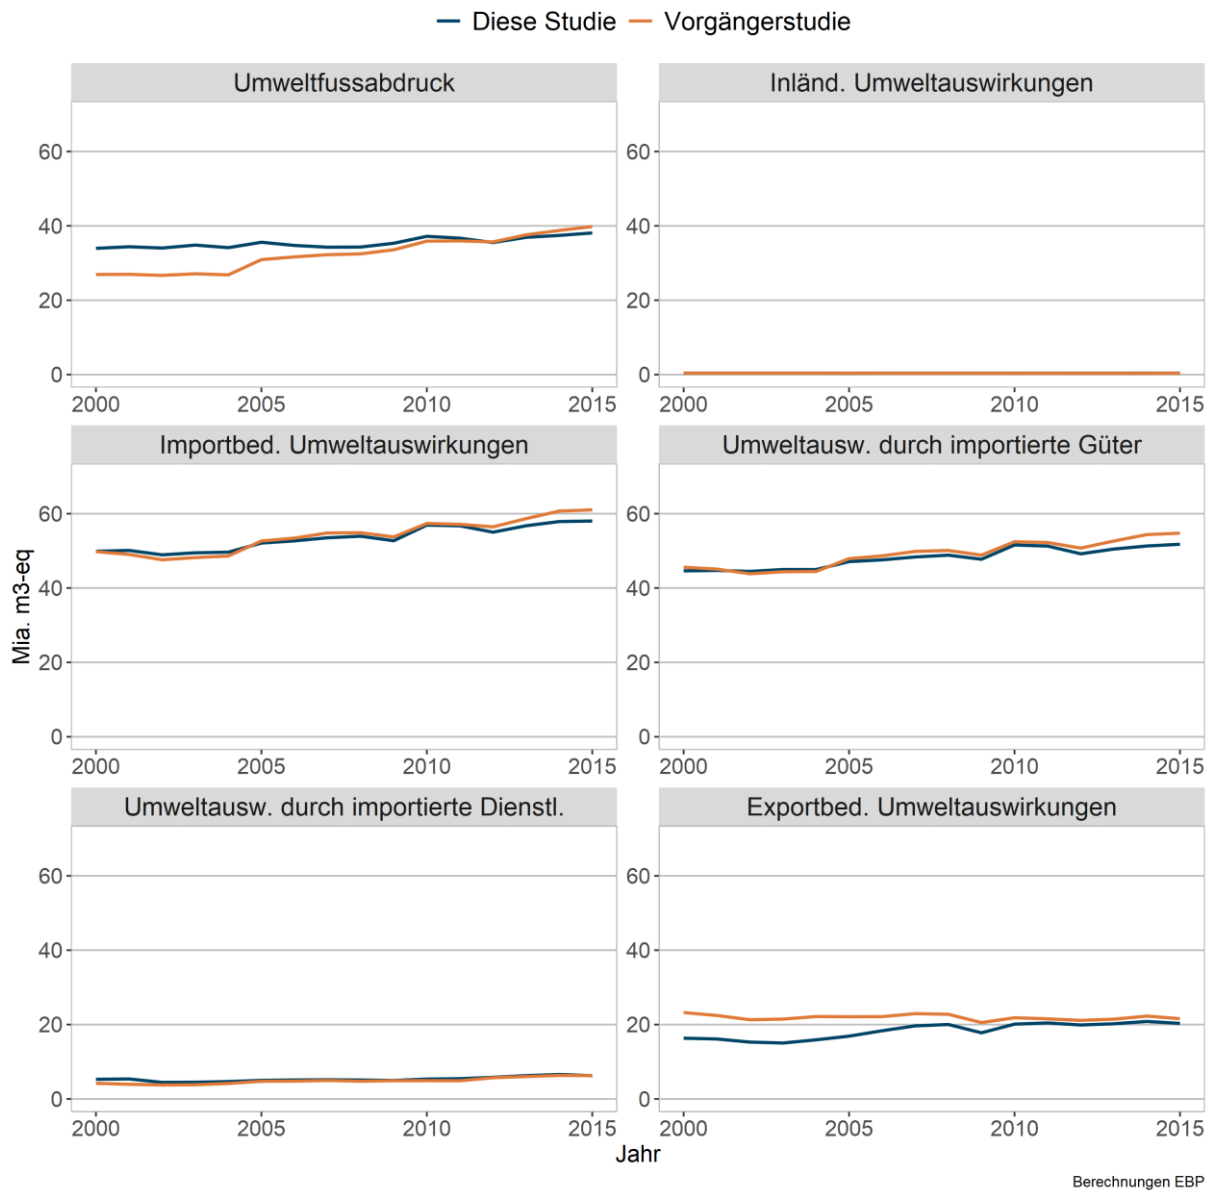 Diese Studie Vorgängerstudie
Umweltfussabdruck
60
40
20
0
2000 2005 2010 2015
Inländ. Umweltauswirkungen
60
40
20
0
2000 2005 2010 2015
Importbed. Umweltauswirkungen
60
40
20
0
2000 2005 2010 2015
Umweltausw. durch importierte Güter
60
40
20
0
2000 2005 2010 2015
Umweltausw. durch importierte Dienstl.
60
40
20
0
2000 2005 2010 2015
Exportbed. Umweltauswirkungen
60
40
20
0
2000 2005 2010 2015
Mia. m3-eq
Jahr
Berechnungen EBP